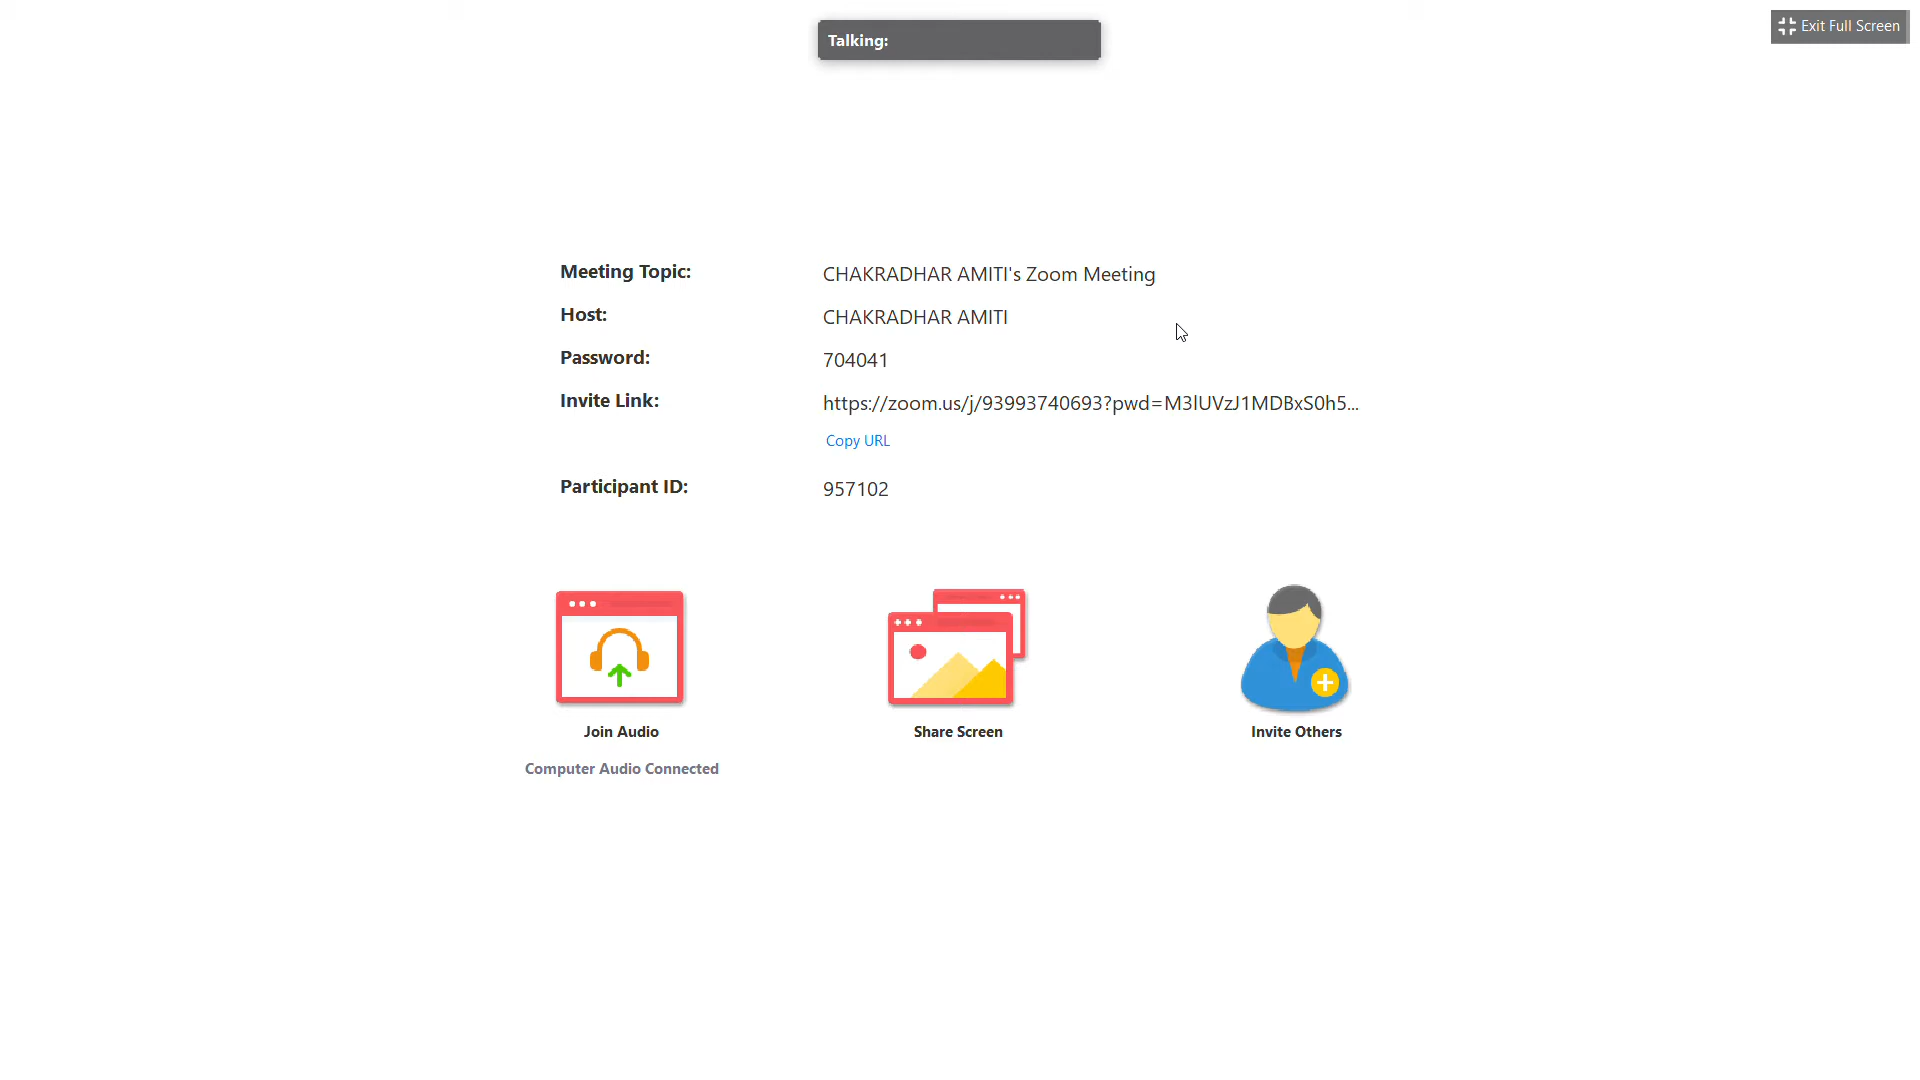 Talking:
Exit Full Screen
Meeting Topic: CHAKRADHAR AMITI's Zoom Meeting
Host: CHAKRADHAR AMITI
Password: 704041
Invite Link: https://zoom.us/j/93993740693?pwd=M3lUVzJ1MDBxS0h5...
Copy URL
Participant ID: 957102
Join Audio Share Screen Invite Others
Computer Audio Connected